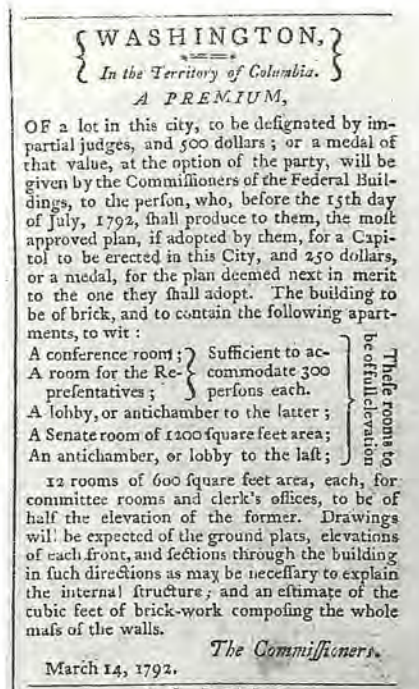 WASHINGTON,
In the Territory of Columbia.
A PREMIUM,
OF a lot in this city, to be deſignated by im-
partial judges, and 500 dollars; or a medal of
that value, at the option of the party, will be
given by the Commiſſioners of the Federal Buil-
dings, to the perſon, who, before the 15th day
of July, 1792, ſhall produce to them, the moſt
approved plan, if adopted by them, for a Capi-
tol to be erected in this City, and 250 dollars,
or a medal, for the plan deemed next in merit
to the one they ſhall adopt. The building to
be of brick, and to contain the following apart-
ments, to wit:
A conference room; } Sufficient to ac-
A room for the Re- { commodate 300
preſentatives; } perſons each.
A lobby, or antichamber to the latter;
A Senate room of 1200 ſquare feet area;
An antichamber, or lobby to the laſt;
Theſe rooms to
be of full elevation
12 rooms of 600 ſquare feet area, each, for
committee rooms and clerk's offices, to be of
half the elevation of the former. Drawings
will be expected of the ground plats, elevations
of each front, and ſections through the building
in ſuch directions as may be neceſſary to explain
the internal ſtructure; and an eſtimate of the
cubic feet of brick-work compoſing the whole
maſs of the walls.
The Commiſſioners.
March 14, 1792.